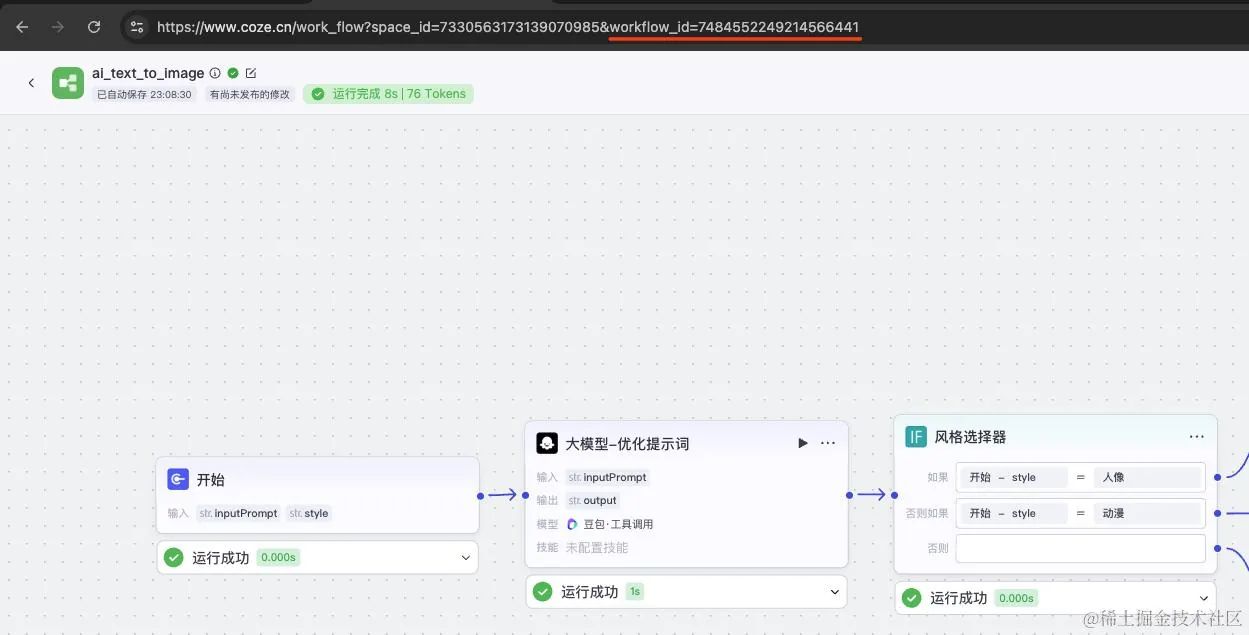 https://www.coze.cn/work_flow?space_id=7330563173139070985&workflow_id=7484552249214566441
ai_text_to_image
已自动保存 23:08:30 有尚未发布的修改 运行完成 8s | 76 Tokens
开始
输入 str. inputPrompt str. style
运行成功 0.000s
大模型-优化提示词
输入 str. inputPrompt
输出 str. output
模型 豆包·工具调用
技能 未配置技能
运行成功 1s
IF 风格选择器
如果 开始 - style = 人像
否则如果 开始 - style = 动漫
否则
运行成功 0.000s
@稀土掘金技术社区